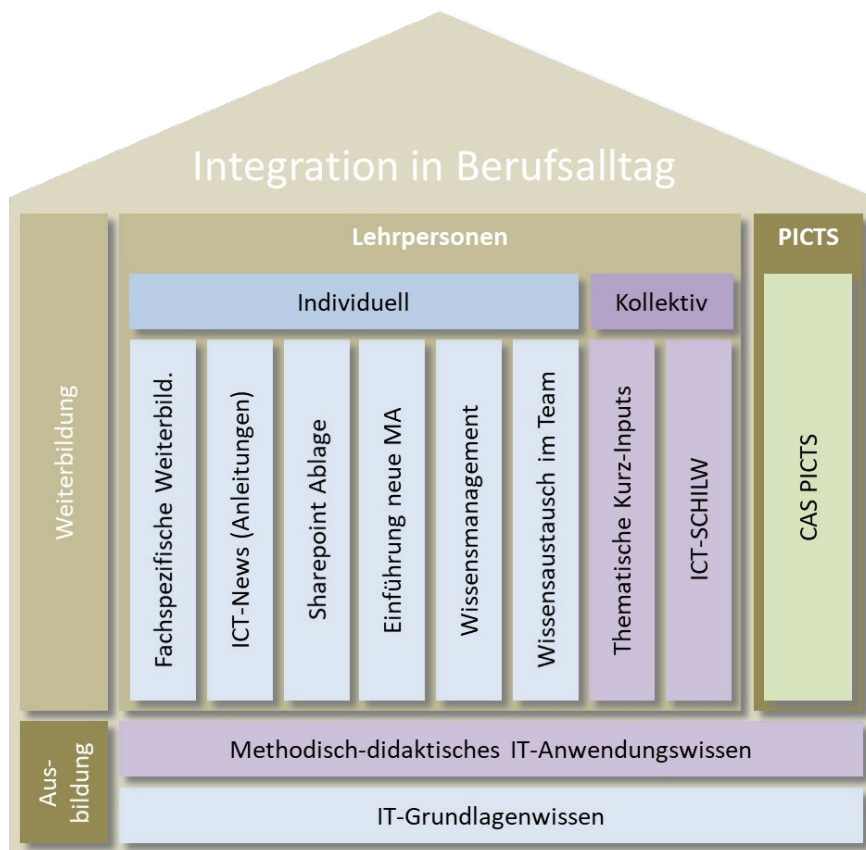 Integration in Berufsalltag
Weiterbildung
Lehrpersonen
PICTS
Individuell
Kollektiv
Fachspezifische Weiterbild.
ICT-News (Anleitungen)
Sharepoint Ablage
Einführung neue MA
Wissensmanagement
Wissensaustausch im Team
Thematische Kurz-Inputs
ICT-SCHILW
CAS PICTS
Aus-
bildung
Methodisch-didaktisches IT-Anwendungswissen
IT-Grundlagenwissen